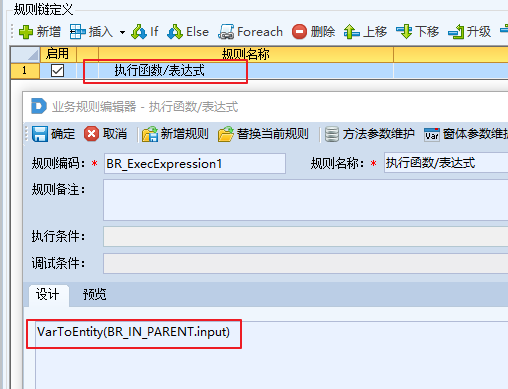 规则链定义
新增 插入 If Else Foreach 删除 上移 下移 升级
启用 规则名称
1 执行函数/表达式
业务规则编辑器 - 执行函数/表达式
确定 取消 新增规则 替换当前规则 方法参数维护 Var 窗体参数维护
规则编码: * BR_ExecExpression1 规则名称: * 执行函数/表达式
规则备注:
执行条件:
调试条件:
设计 预览
VarToEntity(BR_IN_PARENT.input)